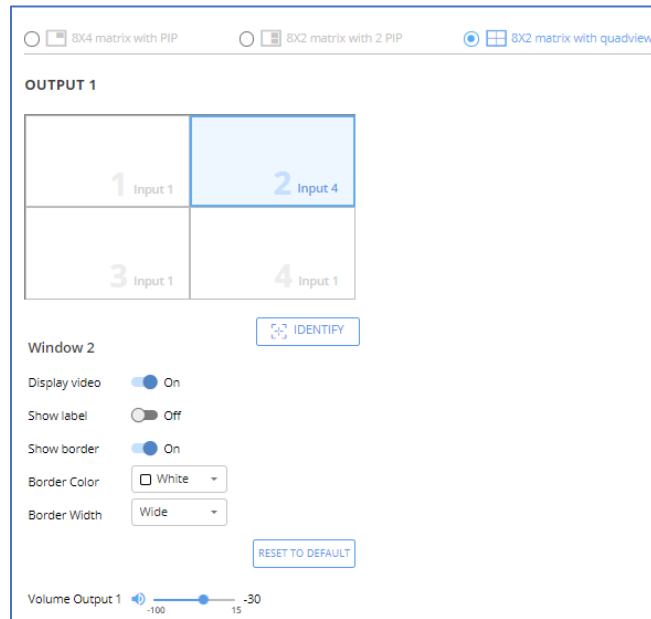 8X4 matrix with PIP 8X2 matrix with 2 PIP 8X2 matrix with quadview
OUTPUT 1
1 Input 1 2 Input 4
3 Input 1 4 Input 1
IDENTIFY
Window 2
Display video On
Show label Off
Show border On
Border Color White
Border Width Wide
RESET TO DEFAULT
Volume Output 1 -30
-100 15